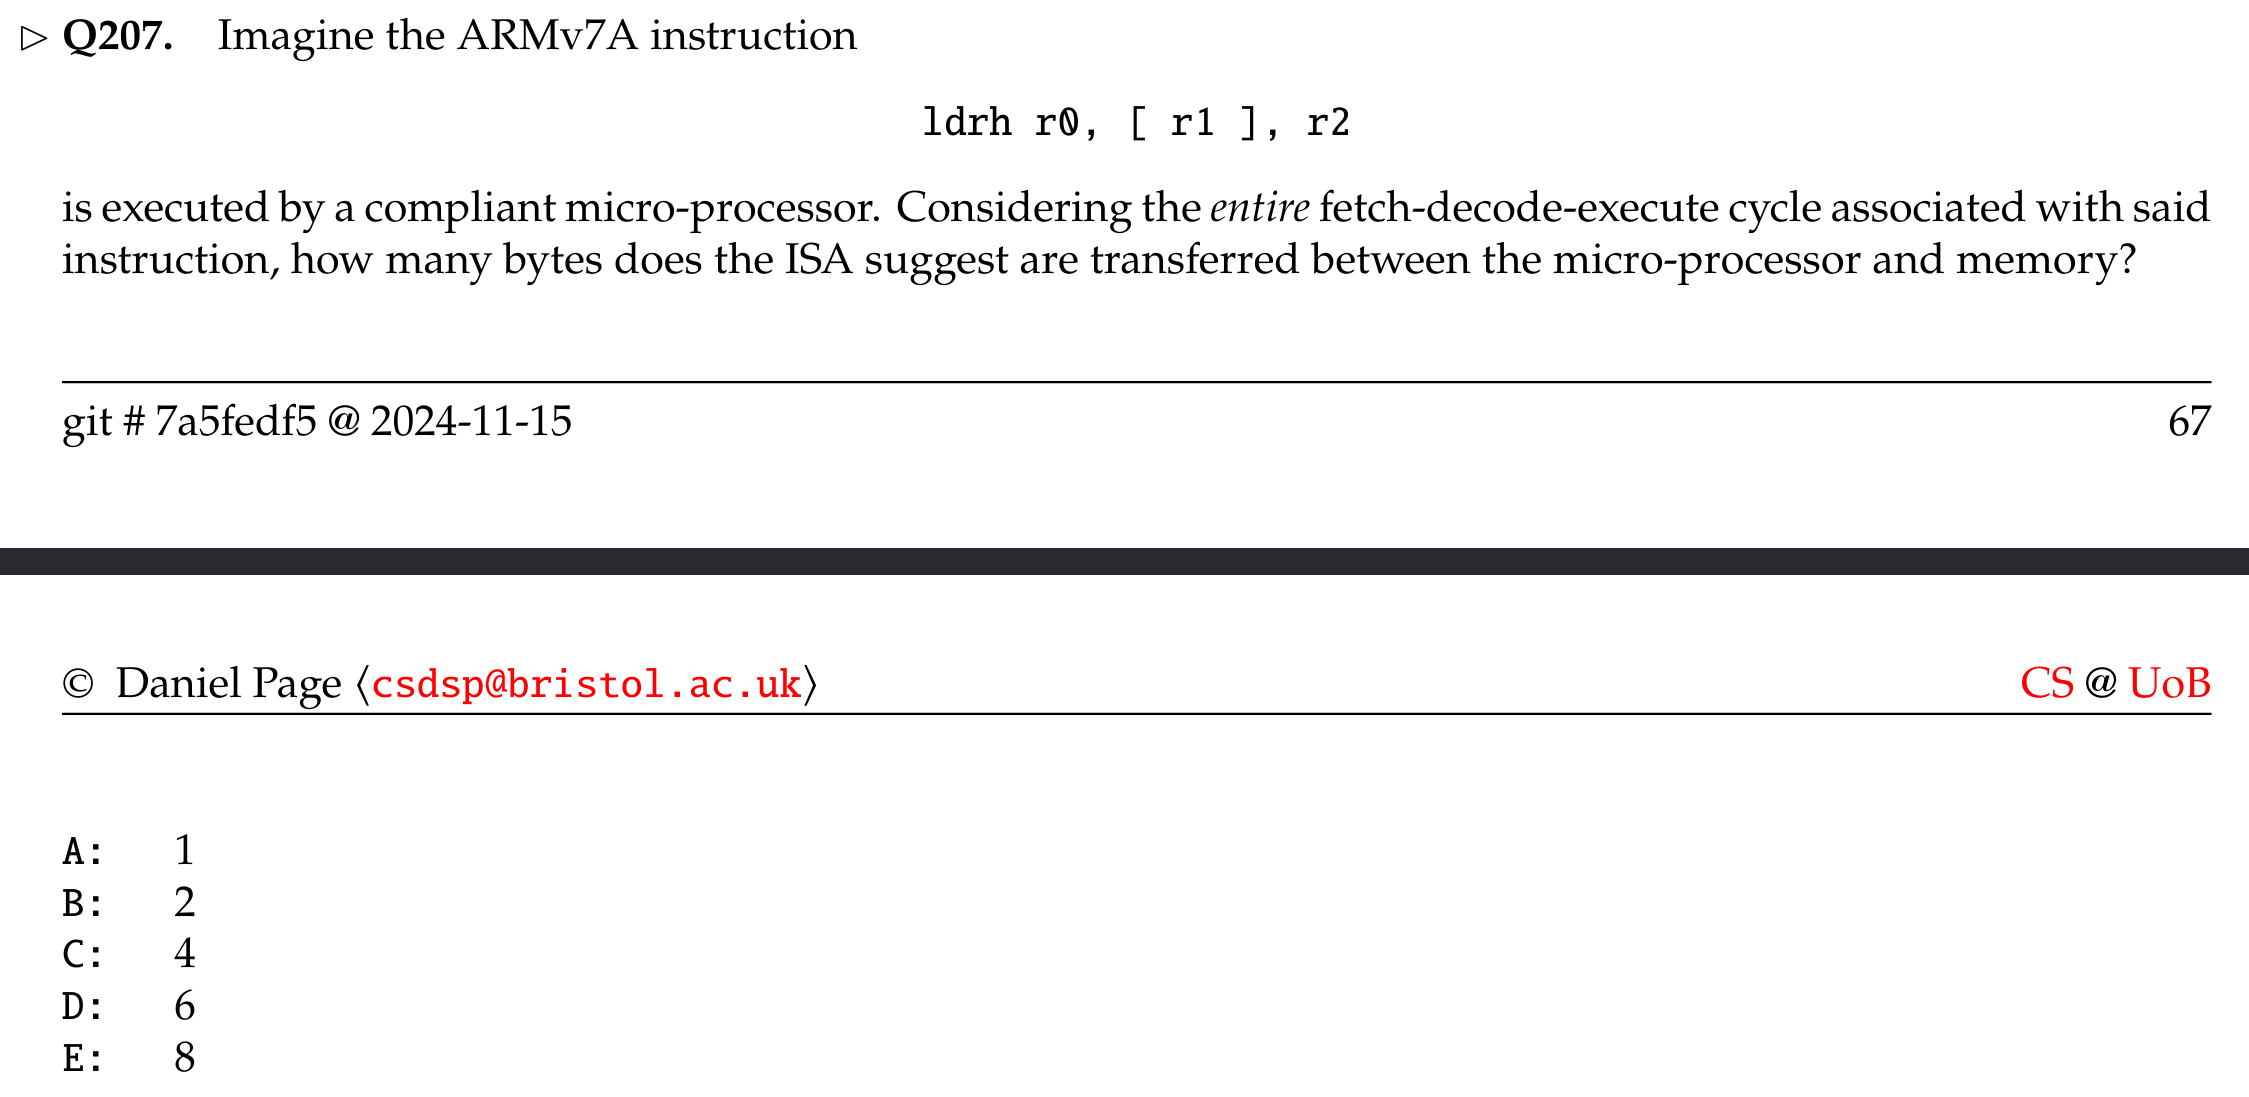 ▷ Q207. Imagine the ARMv7A instruction
ldrh r0, [ r1 ], r2
is executed by a compliant micro-processor. Considering the entire fetch-decode-execute cycle associated with said
instruction, how many bytes does the ISA suggest are transferred between the micro-processor and memory?
git # 7a5fedf5 @ 2024-11-15 67
© Daniel Page ⟨csdsp@bristol.ac.uk⟩ CS @ UoB
A: 1
B: 2
C: 4
D: 6
E: 8